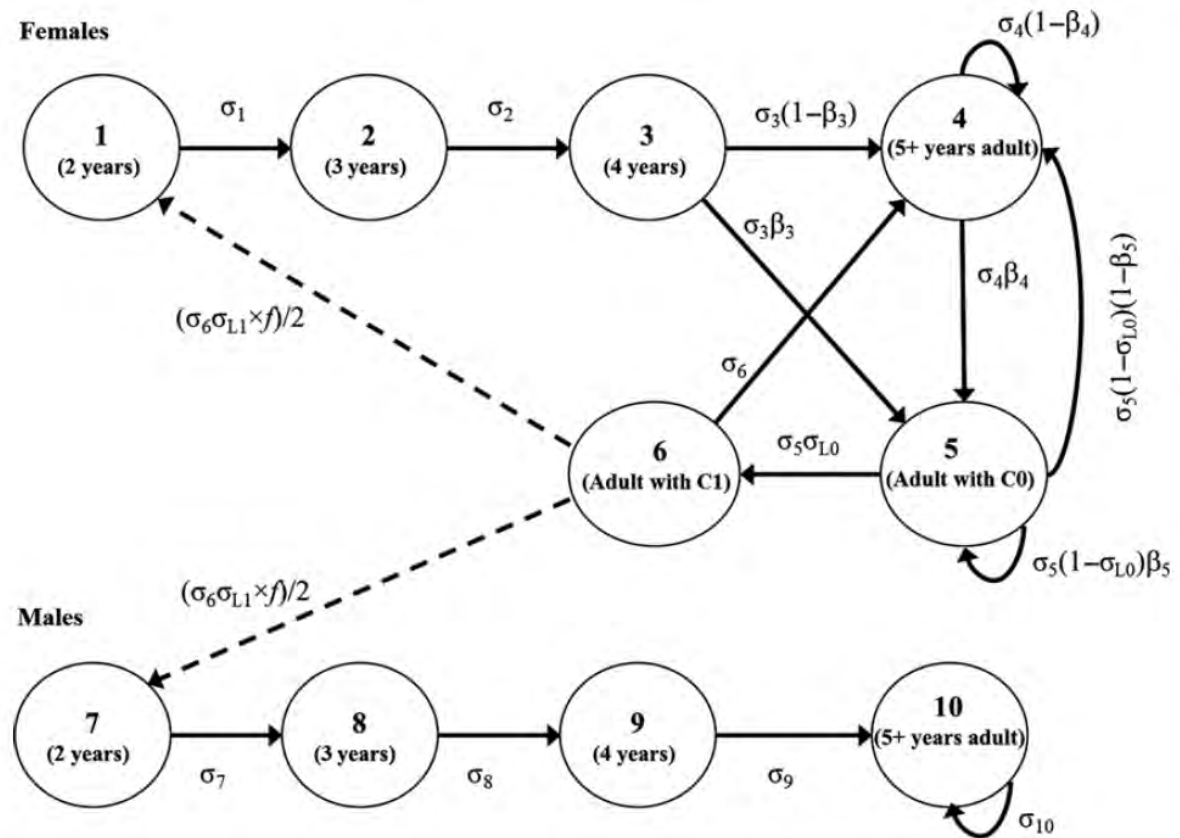 Females
σ4(1−β4)
1
(2 years)
σ1
2
(3 years)
σ2
3
(4 years)
σ3(1−β3)
4
(5+ years adult)
σ3β3
σ4β4
σ5(1−σL0)(1−β5)
(σ6σL1×f)/2
σ6
6
(Adult with C1)
σ5σL0
5
(Adult with C0)
σ5(1−σL0)β5
(σ6σL1×f)/2
Males
7
(2 years)
σ7
8
(3 years)
σ8
9
(4 years)
σ9
10
(5+ years adult)
σ10